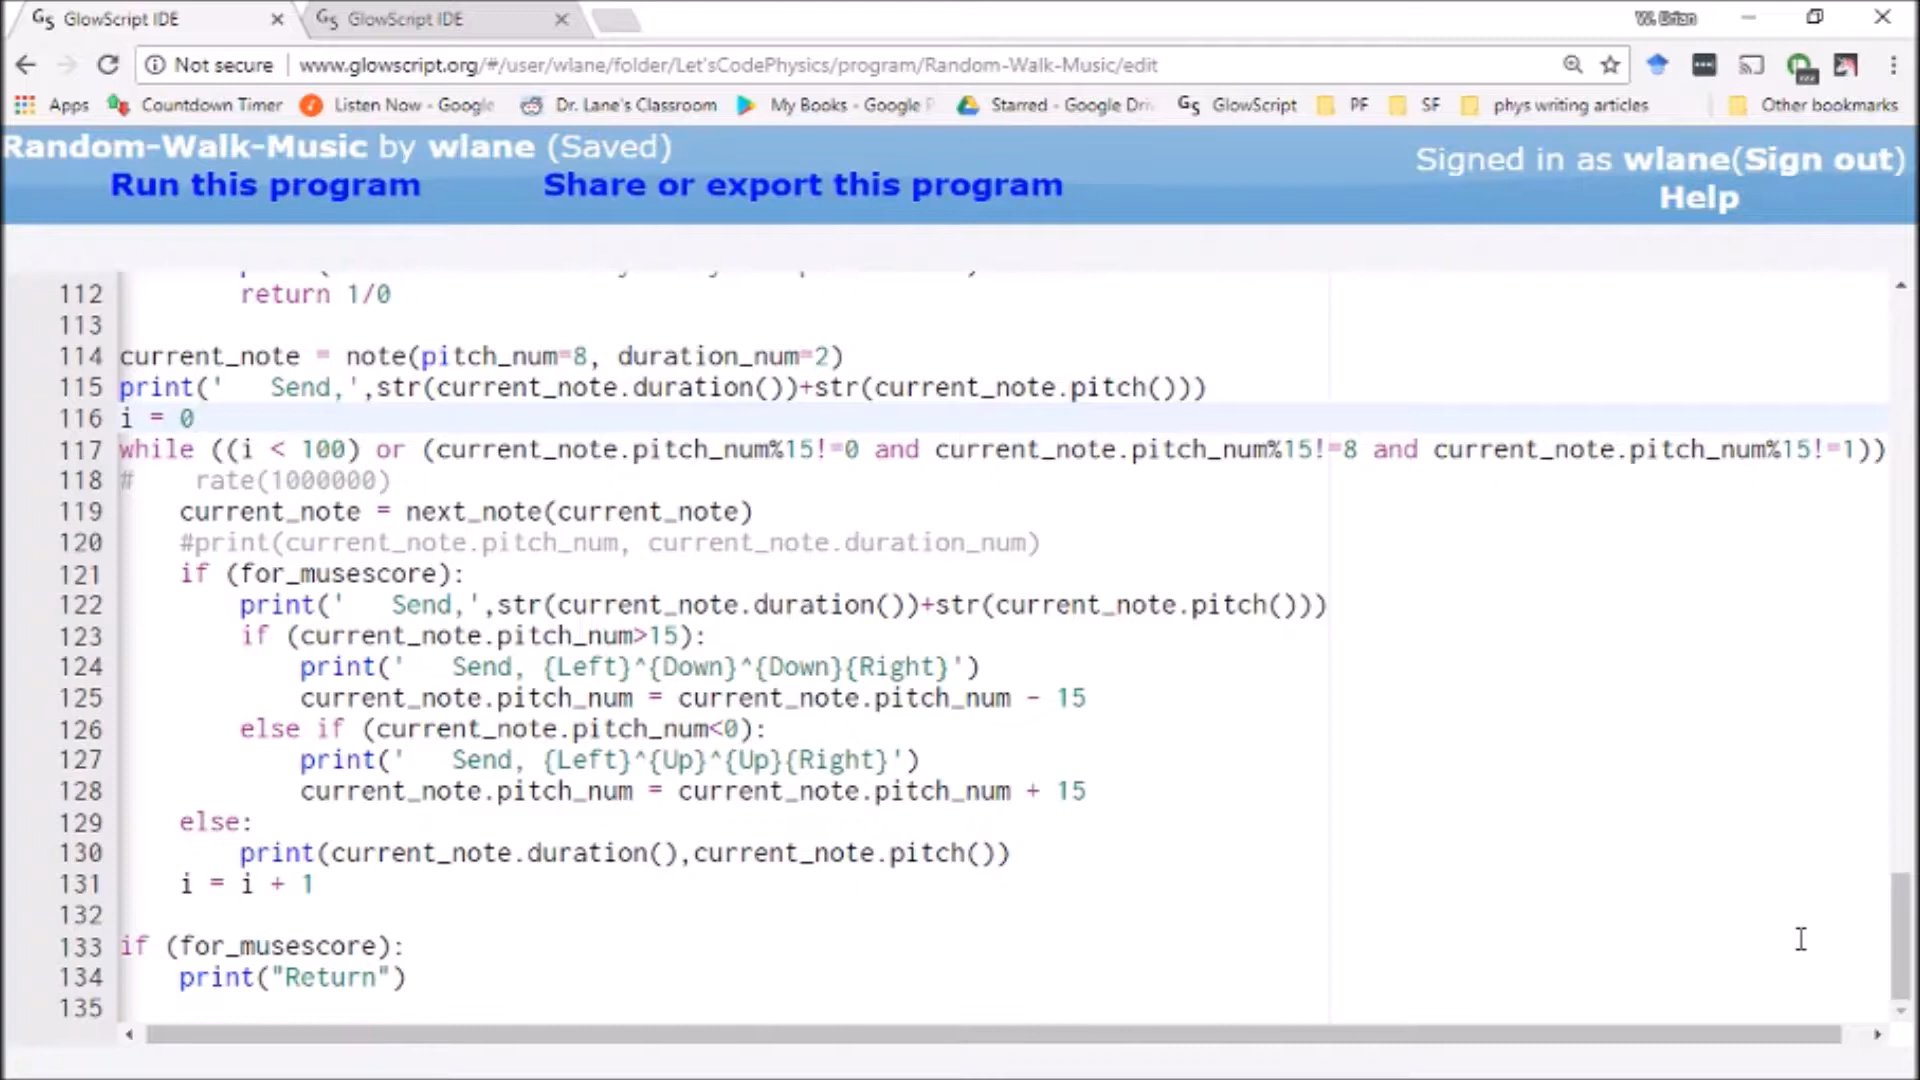 GlowScript IDE
GlowScript IDE
W. Brian
Not secure | www.glowscript.org/#/user/wlane/folder/Let'sCodePhysics/program/Random-Walk-Music/edit
Apps Countdown Timer Listen Now - Google Dr. Lane's Classroom My Books - Google P Starred - Google Driv GlowScript PF SF phys writing articles Other bookmarks
Random-Walk-Music by wlane (Saved)
Signed in as wlane(Sign out)
Run this program Share or export this program
Help
112         return 1/0
113
114 current_note = note(pitch_num=8, duration_num=2)
115 print('   Send,',str(current_note.duration())+str(current_note.pitch()))
116 i = 0
117 while ((i < 100) or (current_note.pitch_num%15!=0 and current_note.pitch_num%15!=8 and current_note.pitch_num%15!=1))
118 #    rate(1000000)
119     current_note = next_note(current_note)
120     #print(current_note.pitch_num, current_note.duration_num)
121     if (for_musescore):
122         print('   Send,',str(current_note.duration())+str(current_note.pitch()))
123         if (current_note.pitch_num>15):
124             print('   Send, {Left}^{Down}^{Down}{Right}')
125             current_note.pitch_num = current_note.pitch_num - 15
126         else if (current_note.pitch_num<0):
127             print('   Send, {Left}^{Up}^{Up}{Right}')
128             current_note.pitch_num = current_note.pitch_num + 15
129     else:
130         print(current_note.duration(),current_note.pitch())
131     i = i + 1
132
133 if (for_musescore):
134     print("Return")
135